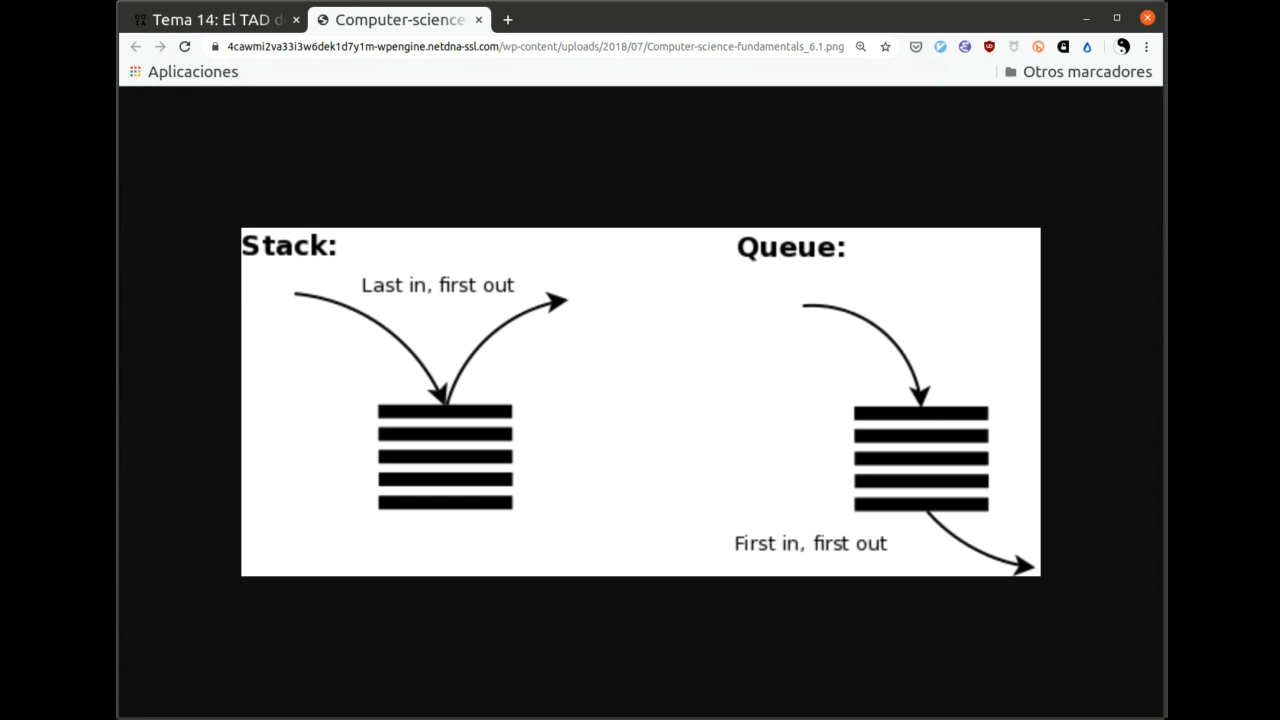 Tema 14: El TAD d
Computer-science-
4cawmi2va33i3w6dek1d7y1m-wpengine.netdna-ssl.com/wp-content/uploads/2018/07/Computer-science-fundamentals_6.1.png
Aplicaciones
Otros marcadores
Stack:
Queue:
Last in, first out
First in, first out